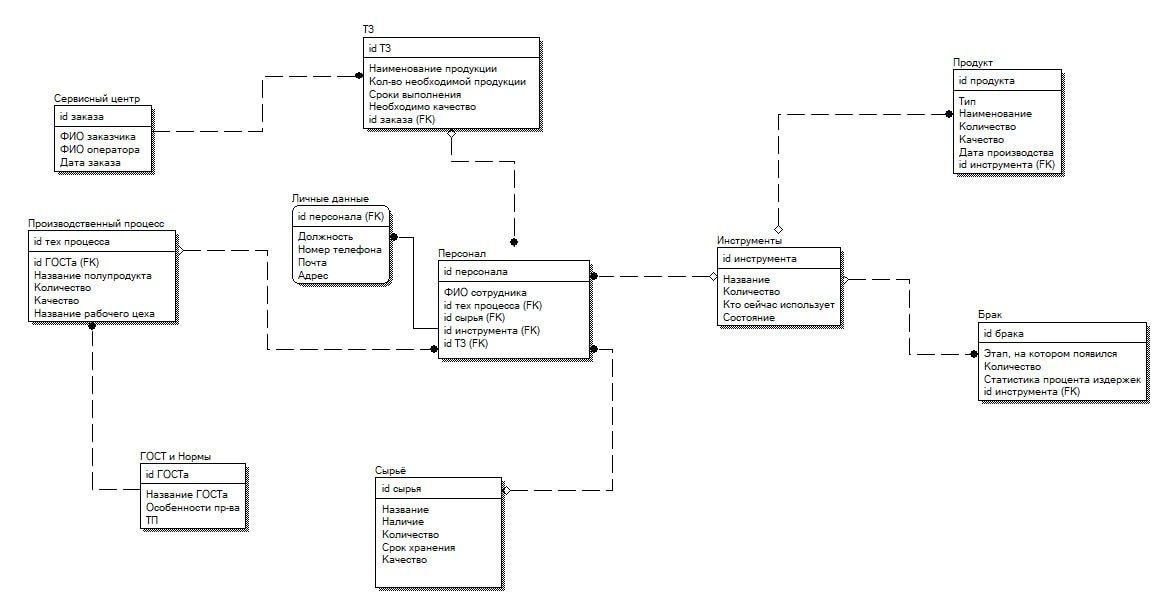 ТЗ
id ТЗ
Наименование продукции
Кол-во необходимой продукции
Сроки выполнения
Необходимо качество
id заказа (FK)
Продукт
id продукта
Тип
Наименование
Количество
Качество
Дата производства
id инструмента (FK)
Сервисный центр
id заказа
ФИО заказчика
ФИО оператора
Дата заказа
Личные данные
id персонала (FK)
Должность
Номер телефона
Почта
Адрес
Производственный процесс
id тех процесса
id ГОСТа (FK)
Название полупродукта
Количество
Качество
Название рабочего цеха
Персонал
id персонала
ФИО сотрудника
id тех процесса (FK)
id сырья (FK)
id инструмента (FK)
id ТЗ (FK)
Инструменты
id инструмента
Название
Количество
Кто сейчас использует
Состояние
Брак
id брака
Этап, на котором появился
Количество
Статистика процента издержек
id инструмента (FK)
ГОСТ и Нормы
id ГОСТа
Название ГОСТа
Особенности пр-ва
ТП
Сырьё
id сырья
Название
Наличие
Количество
Срок хранения
Качество